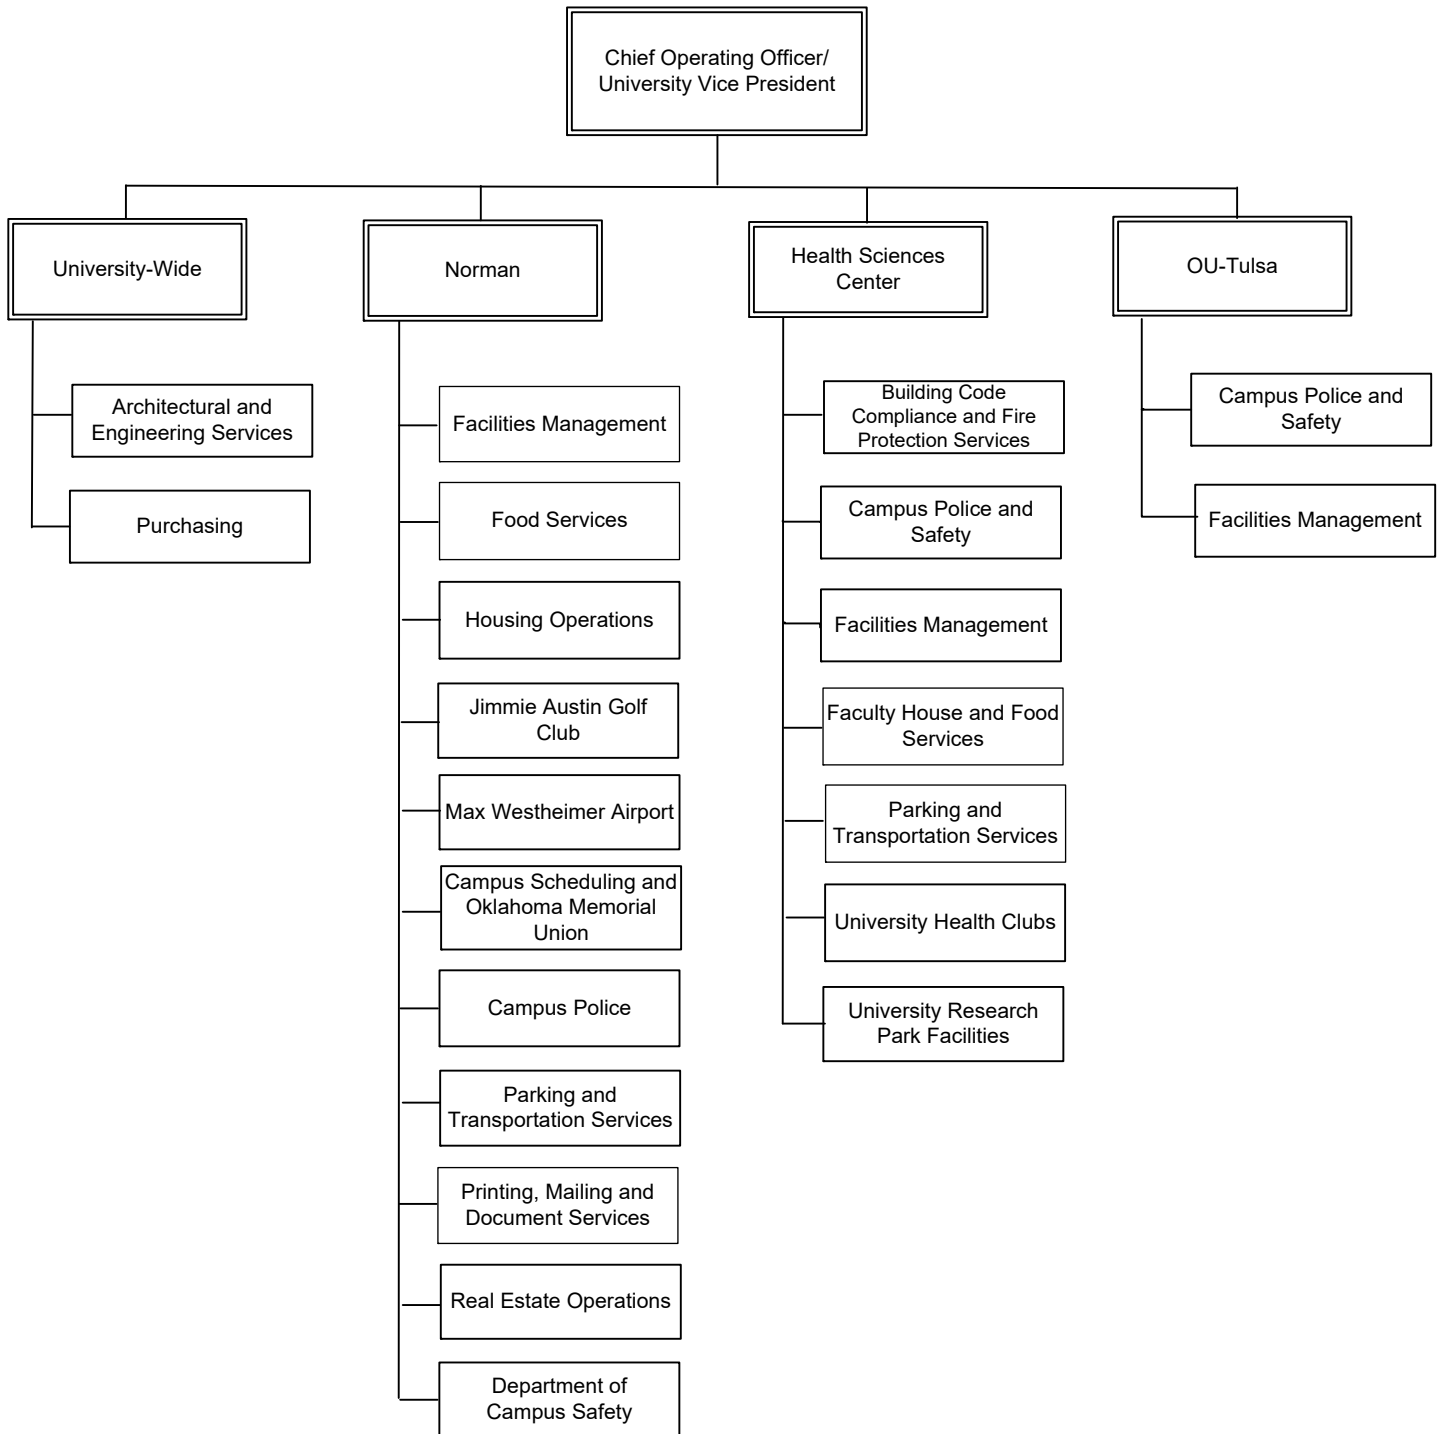 Chief Operating Officer/
University Vice President
University-Wide
Architectural and
Engineering Services
Purchasing
Norman
Facilities Management
Food Services
Housing Operations
Jimmie Austin Golf
Club
Max Westheimer Airport
Campus Scheduling and
Oklahoma Memorial
Union
Campus Police
Parking and
Transportation Services
Printing, Mailing and
Document Services
Real Estate Operations
Department of
Campus Safety
Health Sciences
Center
Building Code
Compliance and Fire
Protection Services
Campus Police and
Safety
Facilities Management
Faculty House and Food
Services
Parking and
Transportation Services
University Health Clubs
University Research
Park Facilities
OU-Tulsa
Campus Police and
Safety
Facilities Management